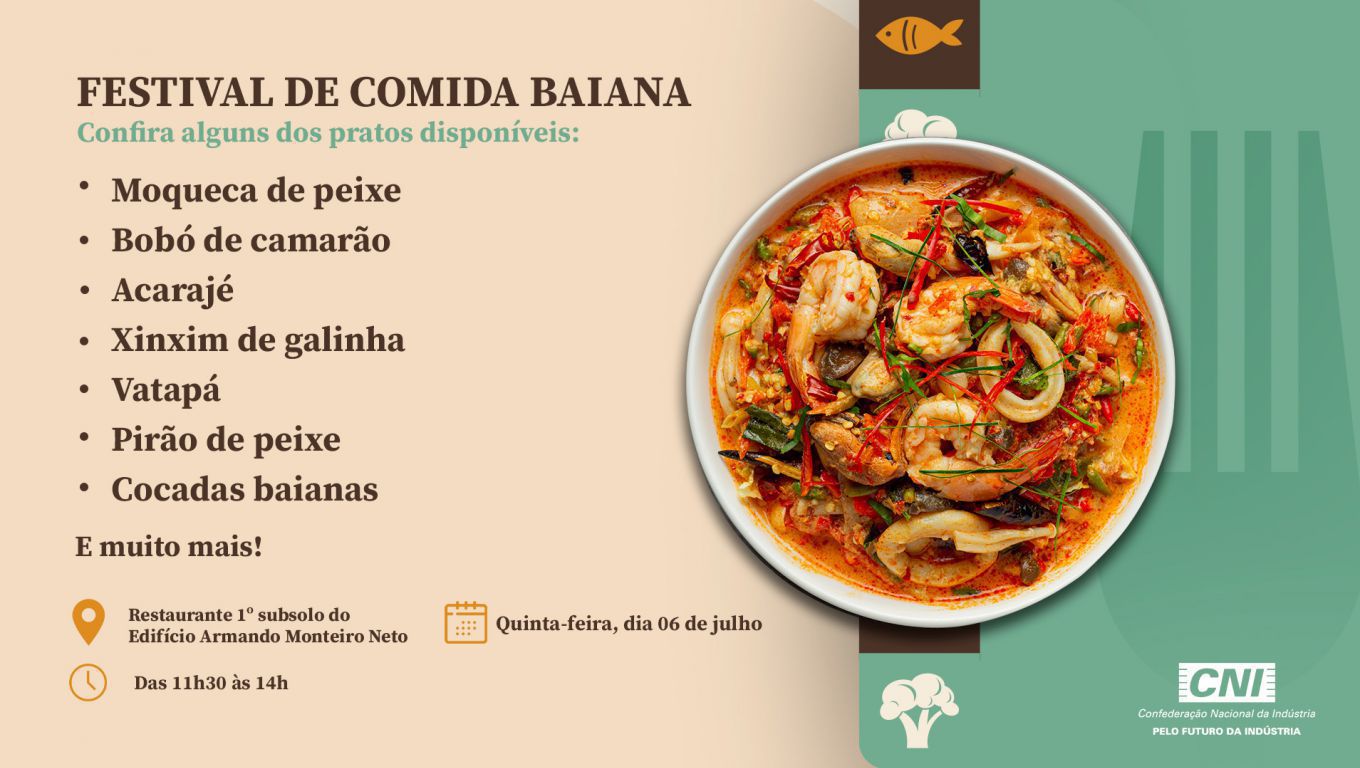 FESTIVAL DE COMIDA BAIANA
Confira alguns dos pratos disponíveis:
• Moqueca de peixe
• Bobó de camarão
• Acarajé
• Xinxim de galinha
• Vatapá
• Pirão de peixe
• Cocadas baianas
E muito mais!
Restaurante 1º subsolo do
Edifício Armando Monteiro Neto
Quinta-feira, dia 06 de julho
Das 11h30 às 14h
CNI
Confederação Nacional da Indústria
PELO FUTURO DA INDÚSTRIA